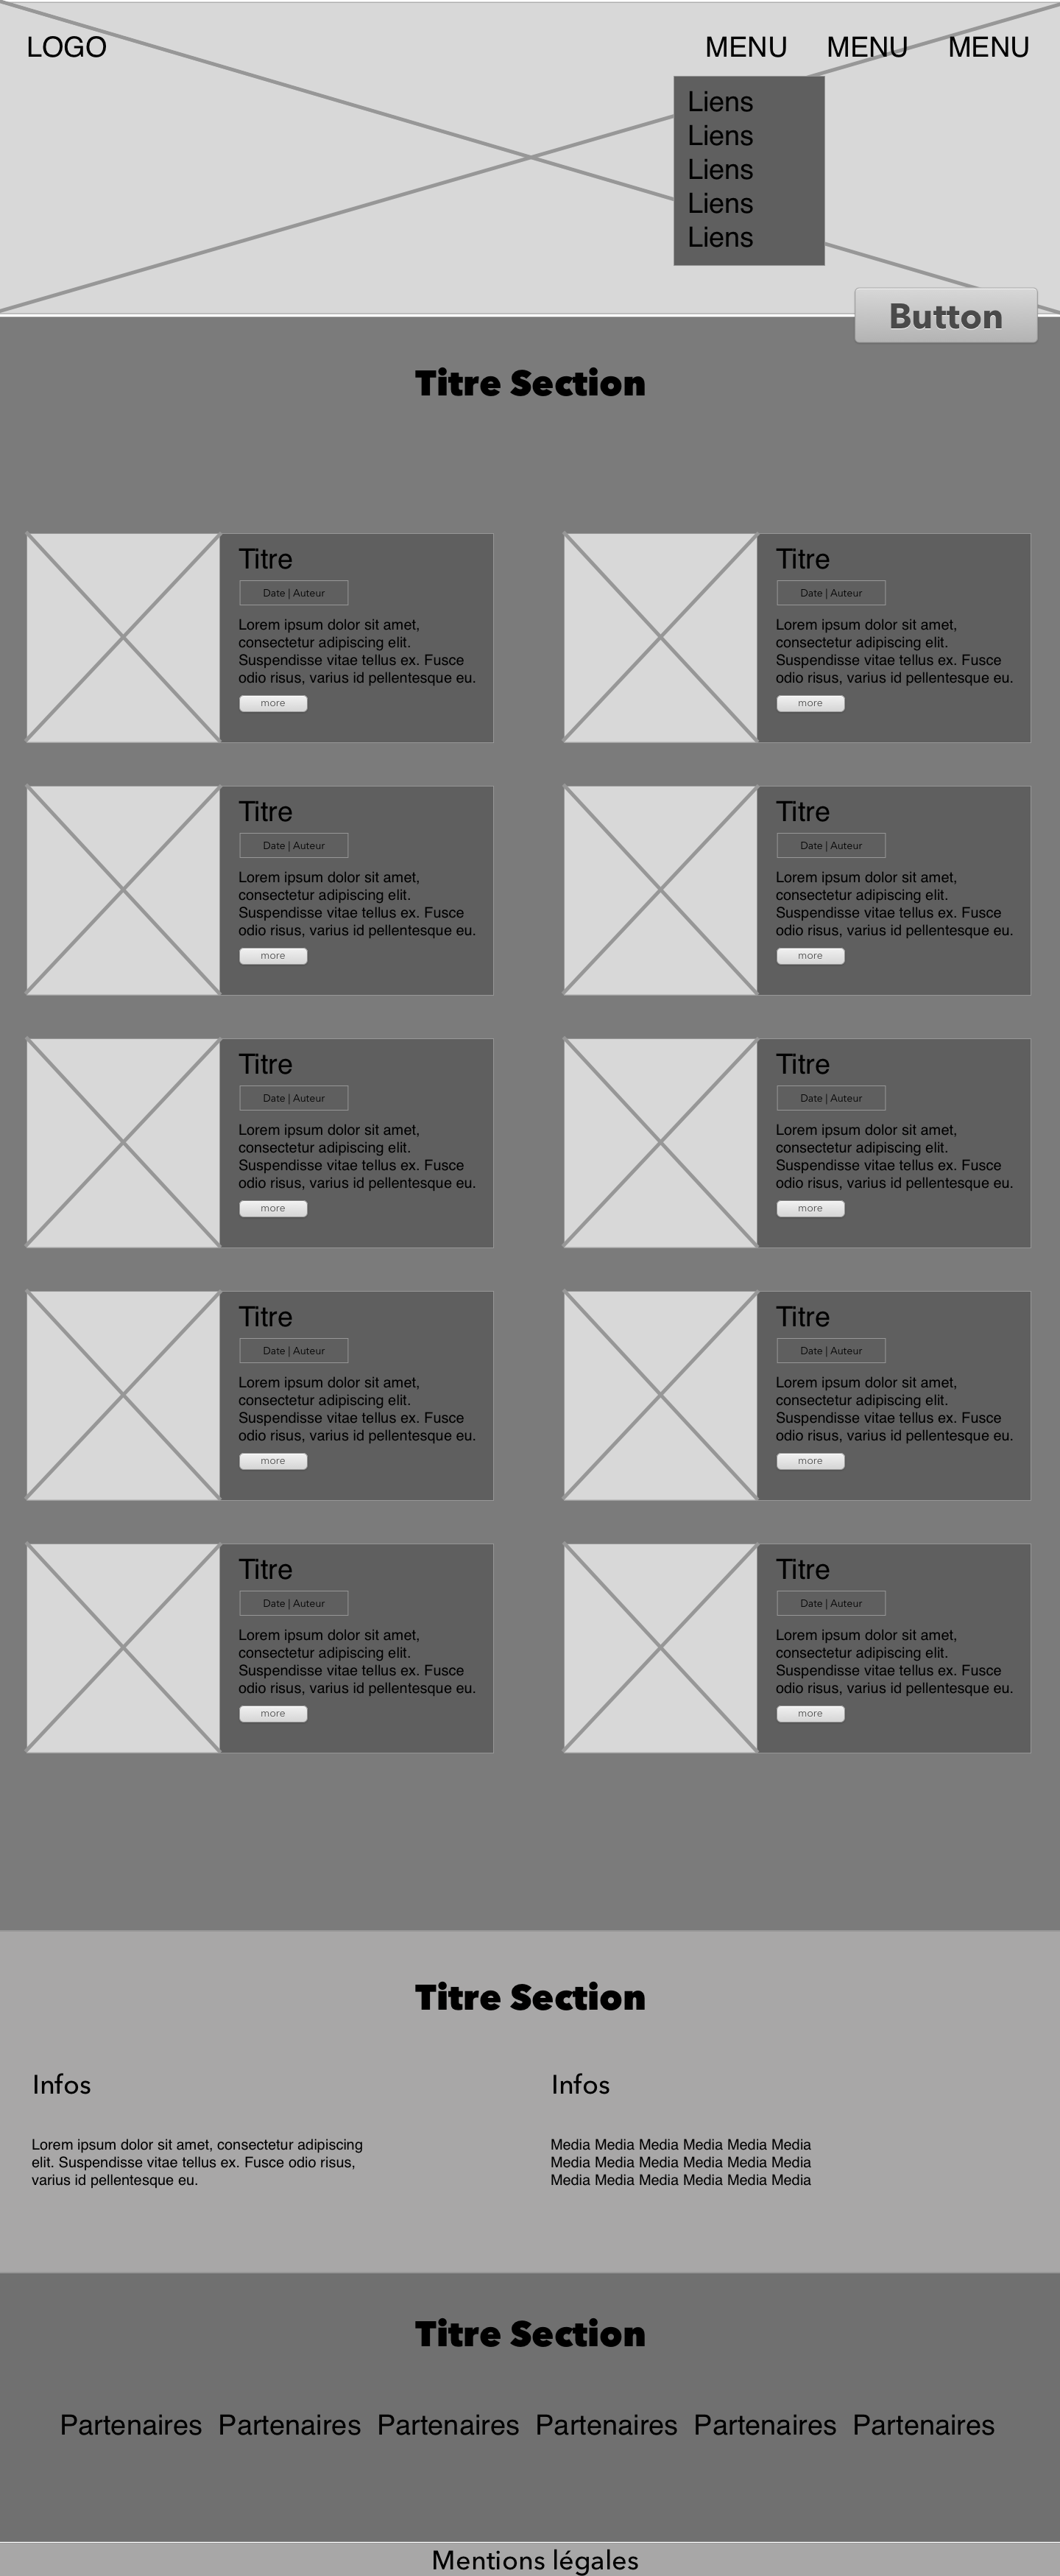 LOGO MENU MENU MENU
Liens
Liens
Liens
Liens
Liens
Button
Titre Section
Titre
Date | Auteur
Lorem ipsum dolor sit amet,
consectetur adipiscing elit.
Suspendisse vitae tellus ex. Fusce
odio risus, varius id pellentesque eu.
more
Titre
Date | Auteur
Lorem ipsum dolor sit amet,
consectetur adipiscing elit.
Suspendisse vitae tellus ex. Fusce
odio risus, varius id pellentesque eu.
more
Titre
Date | Auteur
Lorem ipsum dolor sit amet,
consectetur adipiscing elit.
Suspendisse vitae tellus ex. Fusce
odio risus, varius id pellentesque eu.
more
Titre
Date | Auteur
Lorem ipsum dolor sit amet,
consectetur adipiscing elit.
Suspendisse vitae tellus ex. Fusce
odio risus, varius id pellentesque eu.
more
Titre
Date | Auteur
Lorem ipsum dolor sit amet,
consectetur adipiscing elit.
Suspendisse vitae tellus ex. Fusce
odio risus, varius id pellentesque eu.
more
Titre
Date | Auteur
Lorem ipsum dolor sit amet,
consectetur adipiscing elit.
Suspendisse vitae tellus ex. Fusce
odio risus, varius id pellentesque eu.
more
Titre
Date | Auteur
Lorem ipsum dolor sit amet,
consectetur adipiscing elit.
Suspendisse vitae tellus ex. Fusce
odio risus, varius id pellentesque eu.
more
Titre
Date | Auteur
Lorem ipsum dolor sit amet,
consectetur adipiscing elit.
Suspendisse vitae tellus ex. Fusce
odio risus, varius id pellentesque eu.
more
Titre
Date | Auteur
Lorem ipsum dolor sit amet,
consectetur adipiscing elit.
Suspendisse vitae tellus ex. Fusce
odio risus, varius id pellentesque eu.
more
Titre
Date | Auteur
Lorem ipsum dolor sit amet,
consectetur adipiscing elit.
Suspendisse vitae tellus ex. Fusce
odio risus, varius id pellentesque eu.
more
Titre Section
Infos
Lorem ipsum dolor sit amet, consectetur adipiscing
elit. Suspendisse vitae tellus ex. Fusce odio risus,
varius id pellentesque eu.
Infos
Media Media Media Media Media Media
Media Media Media Media Media Media
Media Media Media Media Media Media
Titre Section
Partenaires Partenaires Partenaires Partenaires Partenaires Partenaires
Mentions légales